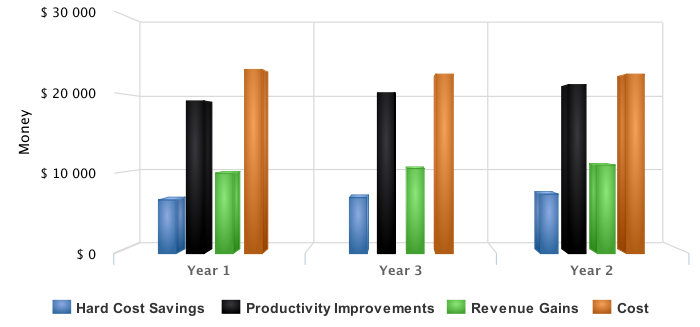 $ 30 000
$ 20 000
$ 10 000
$ 0
Money
Year 1
Year 3
Year 2
Hard Cost Savings
Productivity Improvements
Revenue Gains
Cost